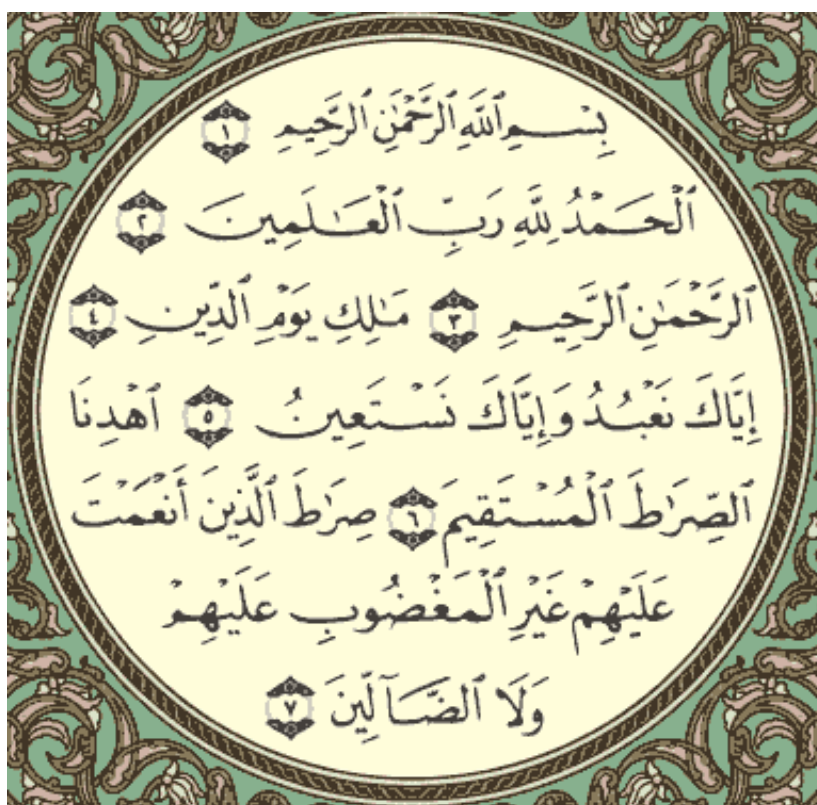 بِسۡمِ ٱللَّهِ ٱلرَّحۡمَٰنِ ٱلرَّحِيمِ ١
ٱلۡحَمۡدُ لِلَّهِ رَبِّ ٱلۡعَٰلَمِينَ ٢
ٱلرَّحۡمَٰنِ ٱلرَّحِيمِ ٣ مَٰلِكِ يَوۡمِ ٱلدِّينِ ٤
إِيَّاكَ نَعۡبُدُ وَإِيَّاكَ نَسۡتَعِينُ ٥ ٱهۡدِنَا
ٱلصِّرَٰطَ ٱلۡمُسۡتَقِيمَ ٦ صِرَٰطَ ٱلَّذِينَ أَنۡعَمۡتَ
عَلَيۡهِمۡ غَيۡرِ ٱلۡمَغۡضُوبِ عَلَيۡهِمۡ
وَلَا ٱلضَّآلِّينَ ٧